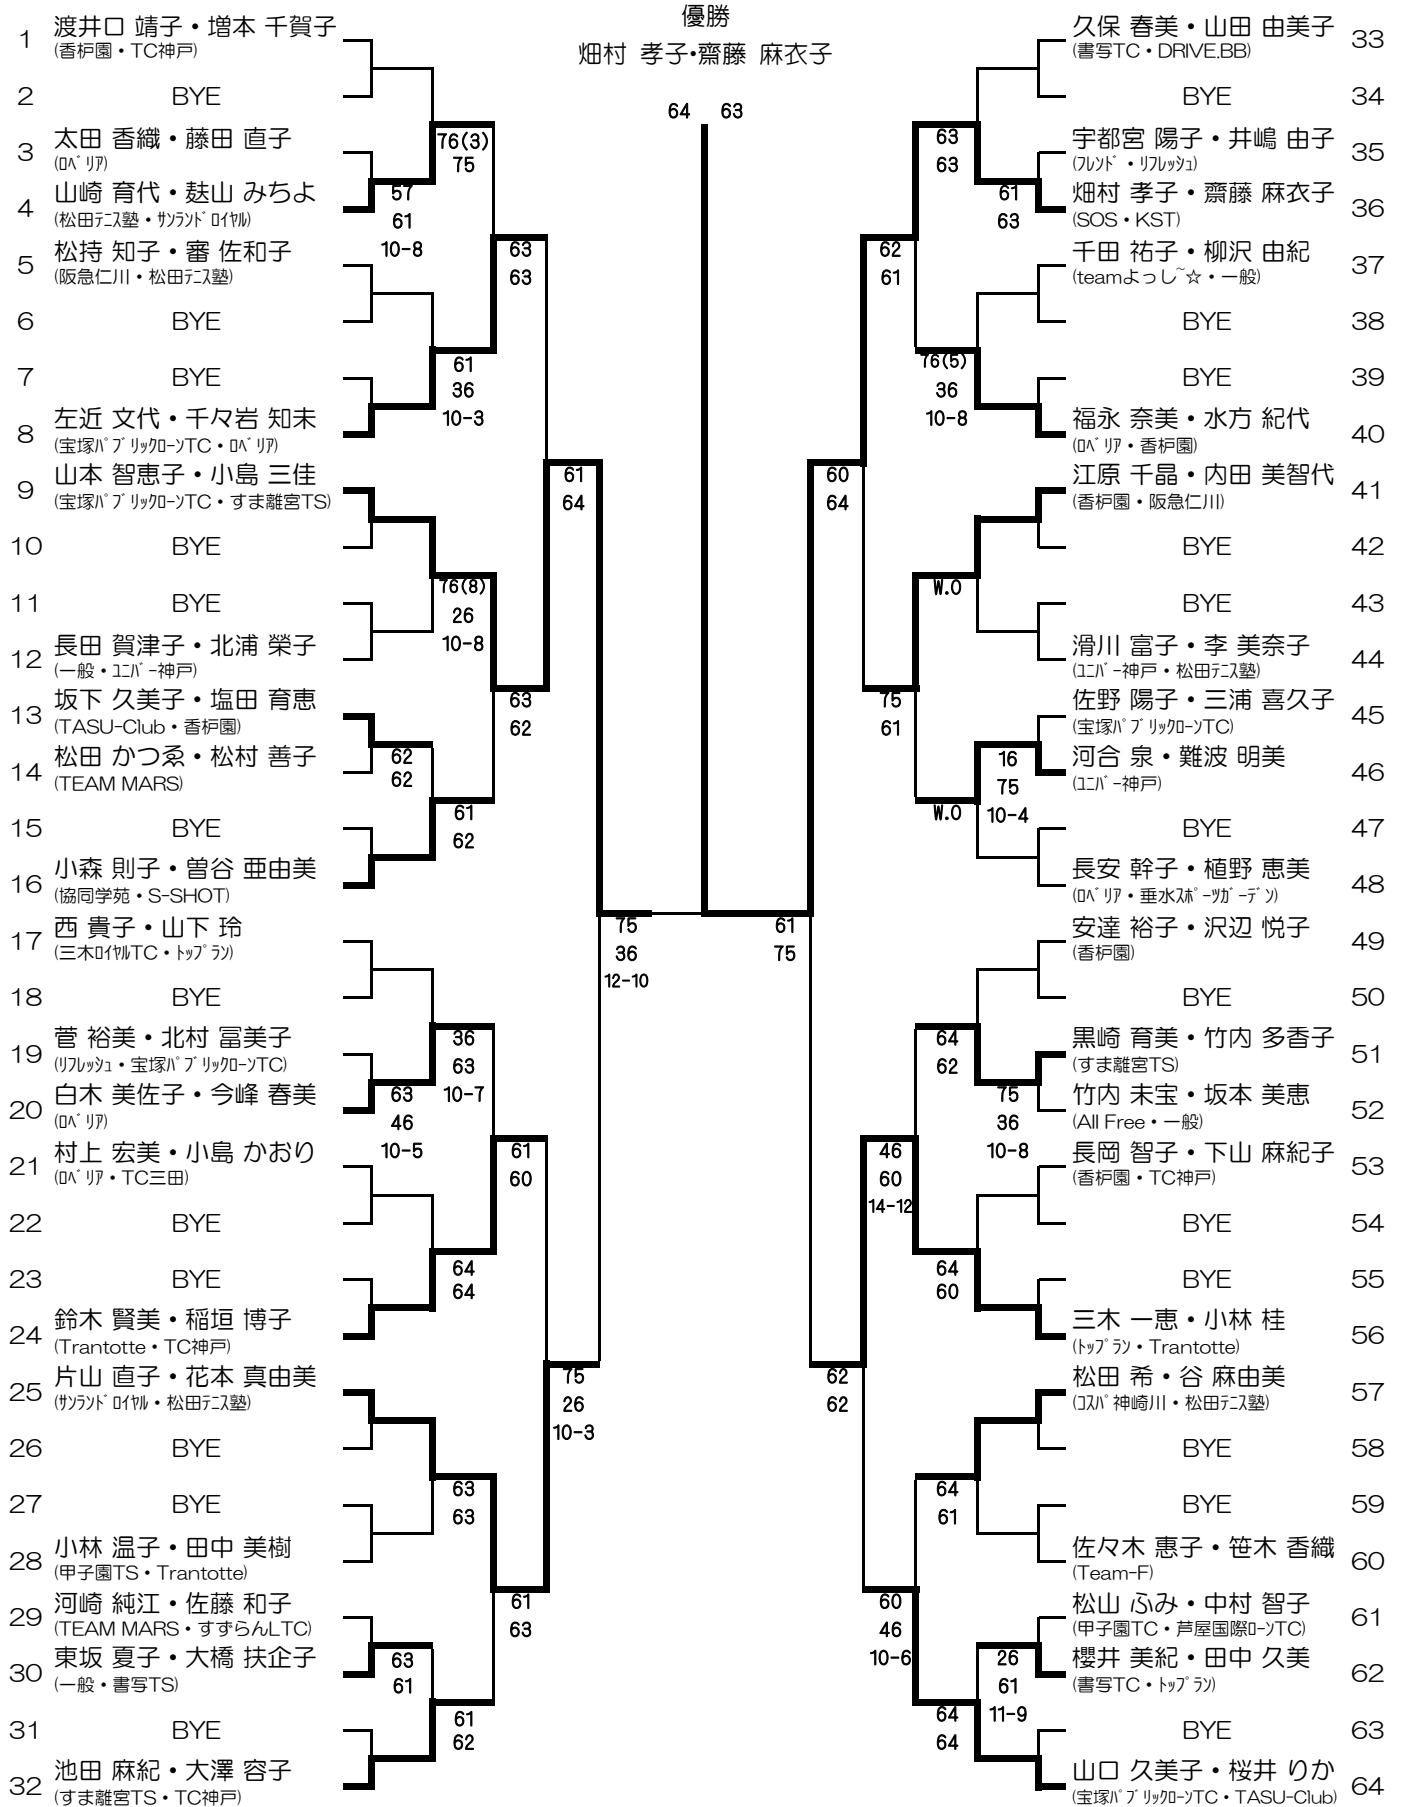 優勝
畑村 孝子・齋藤 麻衣子
64 63
1 渡井口 靖子・増本 千賀子
(香枦園・TC神戸)
2 BYE
3 太田 香織・藤田 直子
(ﾛﾍﾞﾘｱ)
4 山崎 育代・麸山 みちよ
(松田ﾃﾆｽ塾・ｻﾝﾗﾝﾄﾞﾛｲﾔﾙ)
5 松持 知子・審 佐和子
(阪急仁川・松田ﾃﾆｽ塾)
6 BYE
7 BYE
8 左近 文代・千々岩 知未
(宝塚ﾊﾟﾌﾞﾘｯｸﾛｰﾝTC・ﾛﾍﾞﾘｱ)
9 山本 智恵子・小島 三佳
(宝塚ﾊﾟﾌﾞﾘｯｸﾛｰﾝTC・すま離宮TS)
10 BYE
11 BYE
12 長田 賀津子・北浦 榮子
(一般・ﾕﾆﾊﾞｰ神戸)
13 坂下 久美子・塩田 育恵
(TASU-Club・香枦園)
14 松田 かつゑ・松村 善子
(TEAM MARS)
15 BYE
16 小森 則子・曽谷 亜由美
(協同学苑・S-SHOT)
17 西 貴子・山下 玲
(三木ﾛｲﾔﾙTC・ﾄｯﾌﾟﾗﾝ)
18 BYE
19 菅 裕美・北村 冨美子
(ﾘﾌﾚｯｼｭ・宝塚ﾊﾟﾌﾞﾘｯｸﾛｰﾝTC)
20 白木 美佐子・今峰 春美
(ﾛﾍﾞﾘｱ)
21 村上 宏美・小島 かおり
(ﾛﾍﾞﾘｱ・TC三田)
22 BYE
23 BYE
24 鈴木 賢美・稲垣 博子
(Trantotte・TC神戸)
25 片山 直子・花本 真由美
(ｻﾝﾗﾝﾄﾞﾛｲﾔﾙ・松田ﾃﾆｽ塾)
26 BYE
27 BYE
28 小林 温子・田中 美樹
(甲子園TS・Trantotte)
29 河崎 純江・佐藤 和子
(TEAM MARS・すずらんLTC)
30 東坂 夏子・大橋 扶企子
(一般・書写TS)
31 BYE
32 池田 麻紀・大澤 容子
(すま離宮TS・TC神戸)
57
61
10-8
62
62
63
46
10-5
63
61
76(3)
75
61
36
10-3
76(8)
26
10-8
61
62
36
63
10-7
64
64
63
63
61
62
63
63
63
62
61
60
61
63
61
64
75
26
10-3
75
36
12-10
61
75
60
64
62
62
62
61
75
61
46
60
14-12
60
46
10-6
63
63
76(5)
36
10-8
W.O
W.O
64
62
64
60
64
61
64
64
61
63
16
75
10-4
75
36
10-8
26
61
11-9
久保 春美・山田 由美子 33
(書写TC・DRIVE.BB)
BYE 34
宇都宮 陽子・井嶋 由子 35
(ﾌﾚﾝﾄﾞ・ﾘﾌﾚｯｼｭ)
畑村 孝子・齋藤 麻衣子 36
(SOS・KST)
千田 祐子・柳沢 由紀 37
(teamよっし~☆・一般)
BYE 38
BYE 39
福永 奈美・水方 紀代 40
(ﾛﾍﾞﾘｱ・香枦園)
江原 千晶・内田 美智代 41
(香枦園・阪急仁川)
BYE 42
BYE 43
滑川 富子・李 美奈子 44
(ﾕﾆﾊﾞｰ神戸・松田ﾃﾆｽ塾)
佐野 陽子・三浦 喜久子 45
(宝塚ﾊﾟﾌﾞﾘｯｸﾛｰﾝTC)
河合 泉・難波 明美 46
(ﾕﾆﾊﾞｰ神戸)
BYE 47
長安 幹子・植野 恵美 48
(ﾛﾍﾞﾘｱ・垂水ｽﾎﾟｰﾂｶﾞｰﾃﾞﾝ)
安達 裕子・沢辺 悦子 49
(香枦園)
BYE 50
黒崎 育美・竹内 多香子 51
(すま離宮TS)
竹内 未宝・坂本 美恵 52
(All Free・一般)
長岡 智子・下山 麻紀子 53
(香枦園・TC神戸)
BYE 54
BYE 55
三木 一恵・小林 桂 56
(ﾄｯﾌﾟﾗﾝ・Trantotte)
松田 希・谷 麻由美 57
(ｺｽﾊﾟ神崎川・松田ﾃﾆｽ塾)
BYE 58
BYE 59
佐々木 惠子・笹木 香織 60
(Team-F)
松山 ふみ・中村 智子 61
(甲子園TC・芦屋国際ﾛｰﾝTC)
櫻井 美紀・田中 久美 62
(書写TC・ﾄｯﾌﾟﾗﾝ)
BYE 63
山口 久美子・桜井 りか 64
(宝塚ﾊﾟﾌﾞﾘｯｸﾛｰﾝTC・TASU-Club)